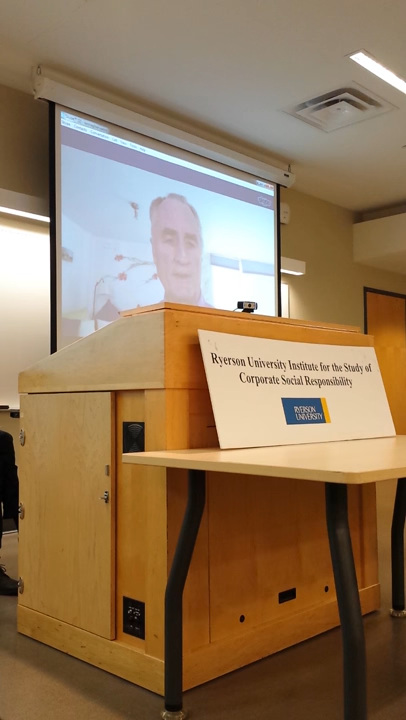 Ryerson University Institute for the Study of
Corporate Social Responsibility
RYERSON
UNIVERSITY